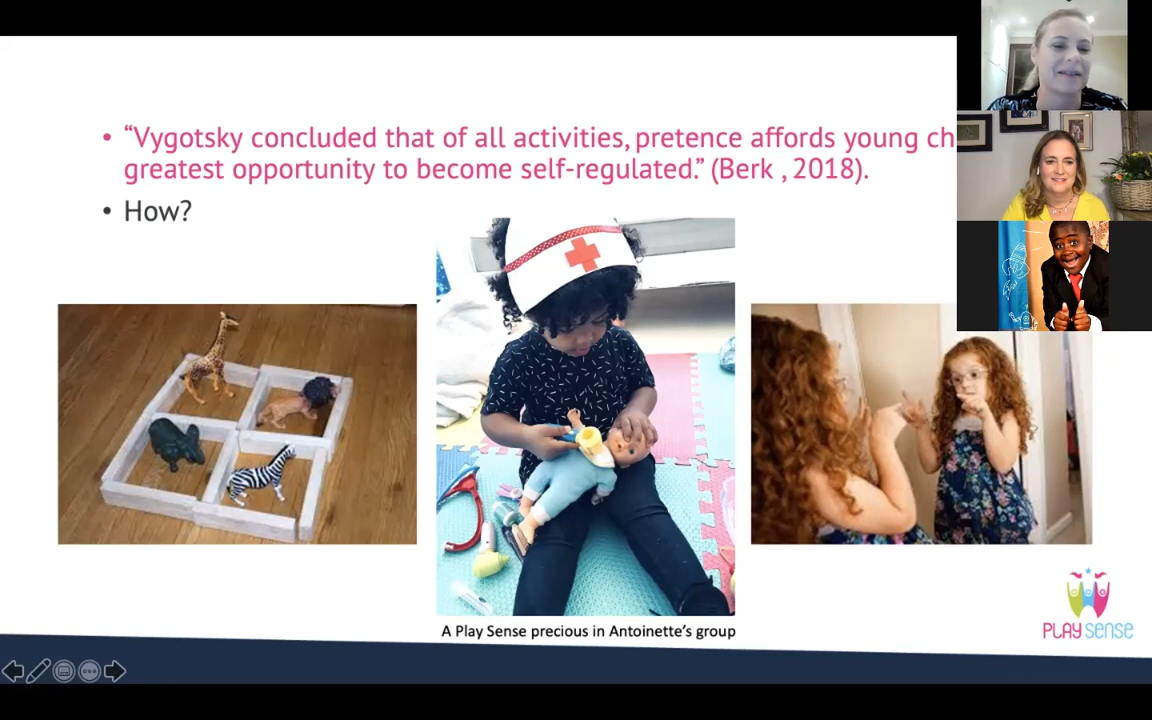 • “Vygotsky concluded that of all activities, pretence affords young ch
greatest opportunity to become self-regulated.” (Berk , 2018).
• How?
A Play Sense precious in Antoinette’s group
PLAY SENSE